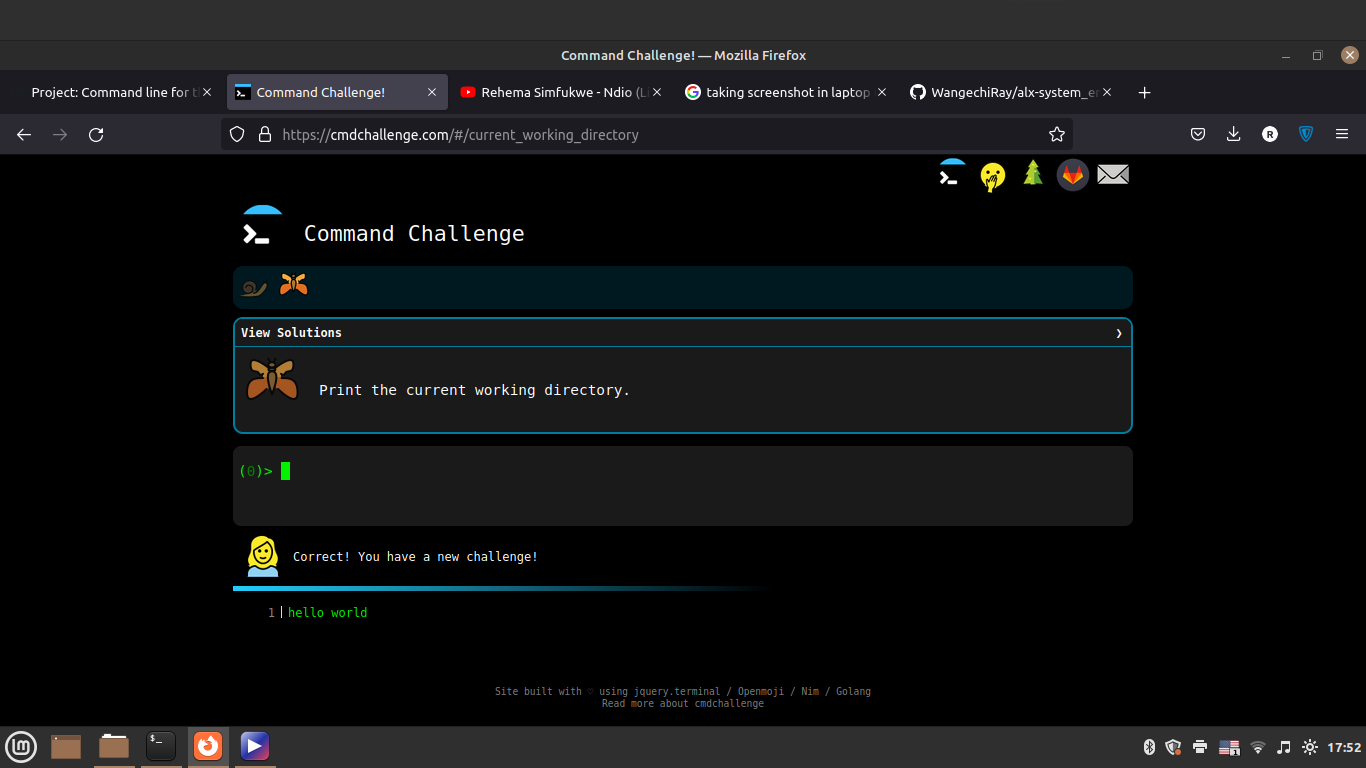 Command Challenge! — Mozilla Firefox
Project: Command line for t
Command Challenge!
Rehema Simfukwe - Ndio (Li
taking screenshot in laptop
WangechiRay/alx-system_e
https://cmdchallenge.com/#/current_working_directory
R
Command Challenge
View Solutions
Print the current working directory.
(0)>
Correct! You have a new challenge!
1 hello world
Site built with ♡ using jquery.terminal / Openmoji / Nim / Golang
Read more about cmdchallenge
$_
1
17:52